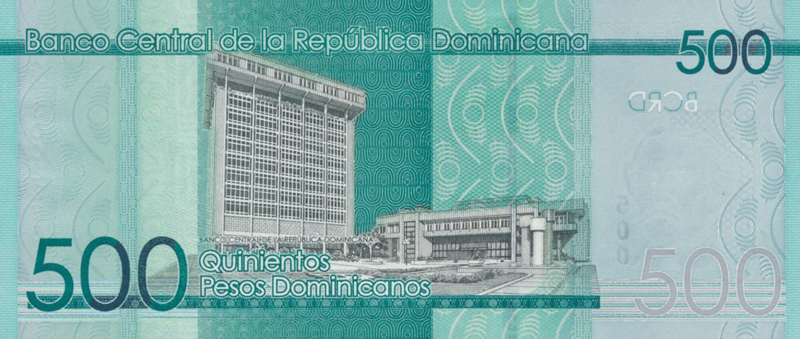 Banco Central de la República Dominicana
500
BCRD
BANCO CENTRAL DE LA REPÚBLICA DOMINICANA
500
Quinientos
Pesos Dominicanos
500
500